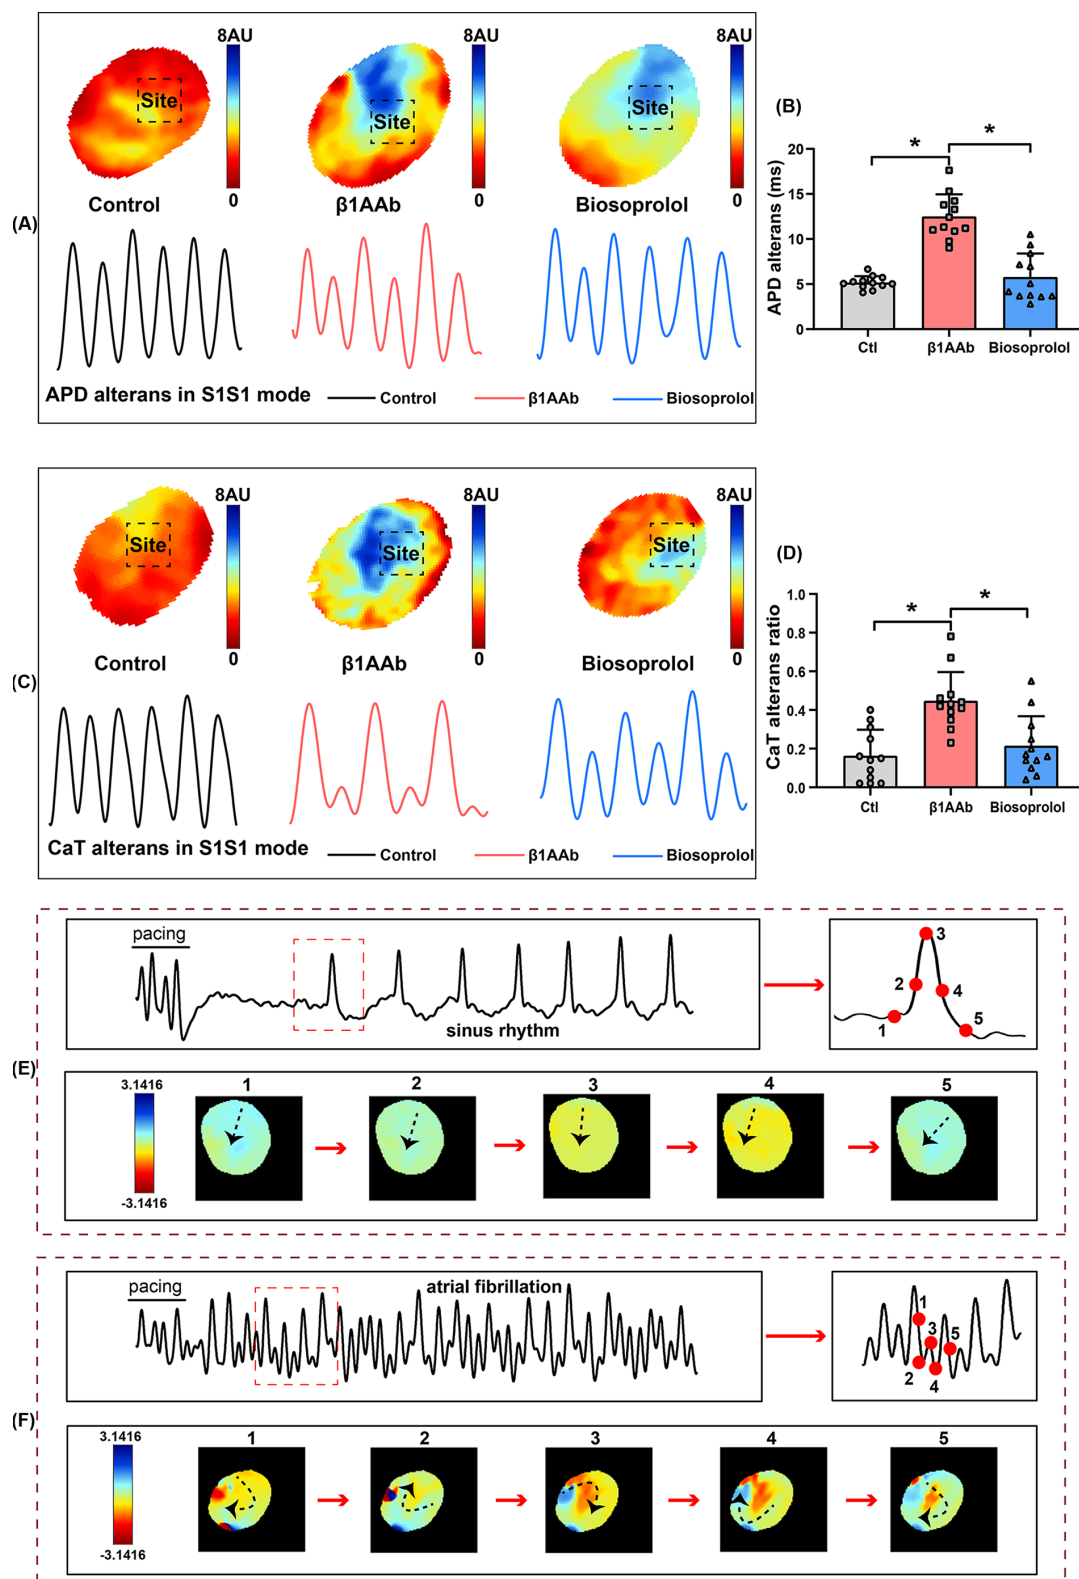 (A)
8AU
8AU
8AU
Site
Site
Site
0
0
0
Control
β1AAb
Biosoprolol
APD alterans in S1S1 mode
Control
β1AAb
Biosoprolol
(B)
APD alterans (ms)
20
15
10
5
0
*
*
Ctl
β1AAb
Biosoprolol
(C)
8AU
8AU
8AU
Site
Site
Site
0
0
0
Control
β1AAb
Biosoprolol
CaT alterans in S1S1 mode
Control
β1AAb
Biosoprolol
(D)
CaT alterans ratio
1.0
0.8
0.6
0.4
0.2
0.0
*
*
Ctl
β1AAb
Biosoprolol
(E)
pacing
sinus rhythm
1
2
3
4
5
3.1416
-3.1416
1
2
3
4
5
(F)
pacing
atrial fibrillation
1
2
3
4
5
3.1416
-3.1416
1
2
3
4
5